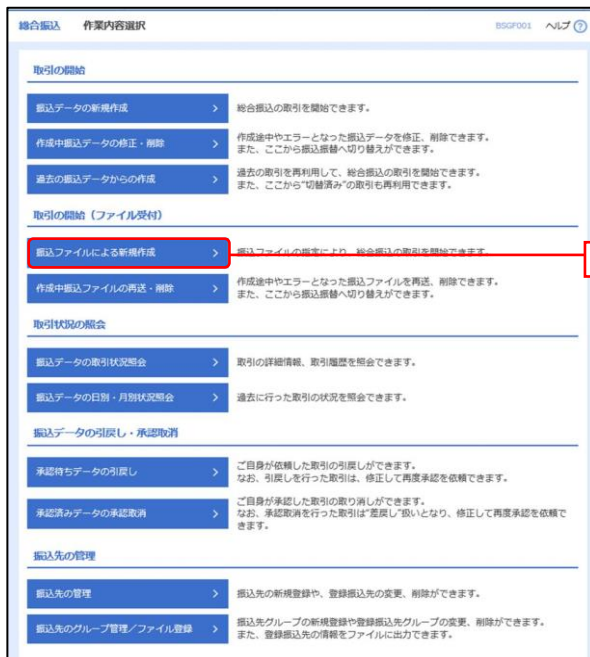 総合振込 作業内容選択 BSGF001 ヘルプ ?
取引の開始
振込データの新規作成 > 総合振込の取引を開始できます。
作成中振込データの修正・削除 > 作成途中やエラーとなった振込データを修正、削除できます。
また、ここから振込振替へ切り替えができます。
過去の振込データからの作成 > 過去の取引を再利用して、総合振込の取引を開始できます。
また、ここから"切替済み"の取引も再利用できます。
取引の開始（ファイル受付）
振込ファイルによる新規作成 > 振込ファイルの指定により、総合振込の取引を開始できます。
作成中振込ファイルの再送・削除 > 作成途中やエラーとなった振込ファイルを再送、削除できます。
また、ここから振込振替へ切り替えができます。
取引状況の照会
振込データの取引状況照会 > 取引の詳細情報、取引履歴を照会できます。
振込データの日別・月別状況照会 > 過去に行った取引の状況を照会できます。
振込データの引戻し・承認取消
承認待ちデータの引戻し > ご自身が依頼した取引の引戻しができます。
なお、引戻しを行った取引は、修正して再度承認を依頼できます。
承認済みデータの承認取消 > ご自身が承認した取引の取り消しができます。
なお、承認取消を行った取引は"差戻し"扱いとなり、修正して再度承認を依頼で
きます。
振込先の管理
振込先の管理 > 振込先の新規登録や、登録振込先の変更、削除ができます。
振込先のグループ管理／ファイル登録 > 振込先グループの新規登録や登録振込先グループの変更、削除ができます。
また、登録振込先の情報をファイルに出力できます。